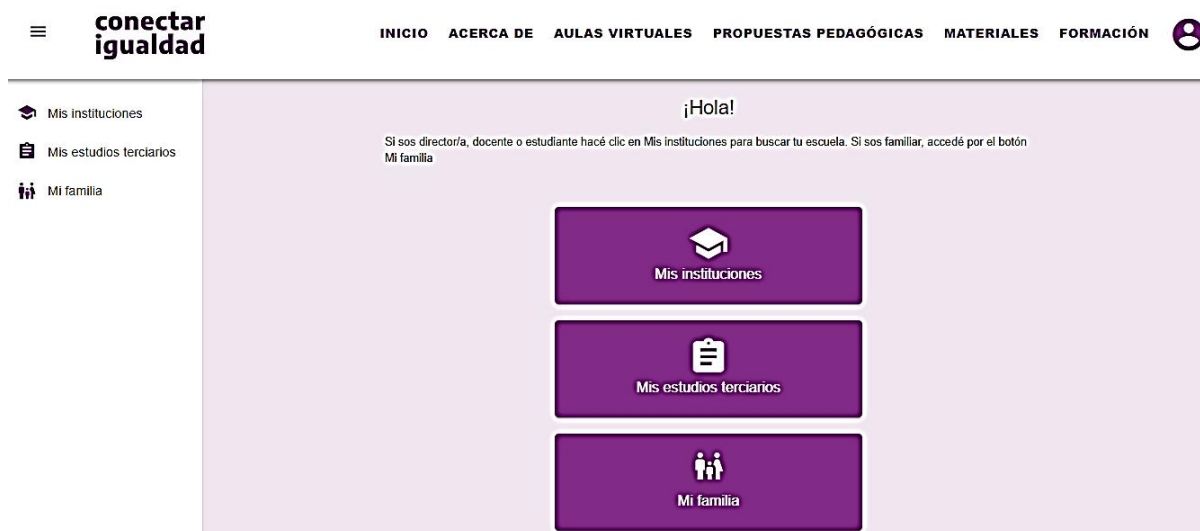 conectar
igualdad
INICIO ACERCA DE AULAS VIRTUALES PROPUESTAS PEDAGÓGICAS MATERIALES FORMACIÓN
Mis instituciones
Mis estudios terciarios
Mi familia
¡Hola!
Si sos director/a, docente o estudiante hacé clic en Mis instituciones para buscar tu escuela. Si sos familiar, accedé por el botón
Mi familia
Mis instituciones
Mis estudios terciarios
Mi familia